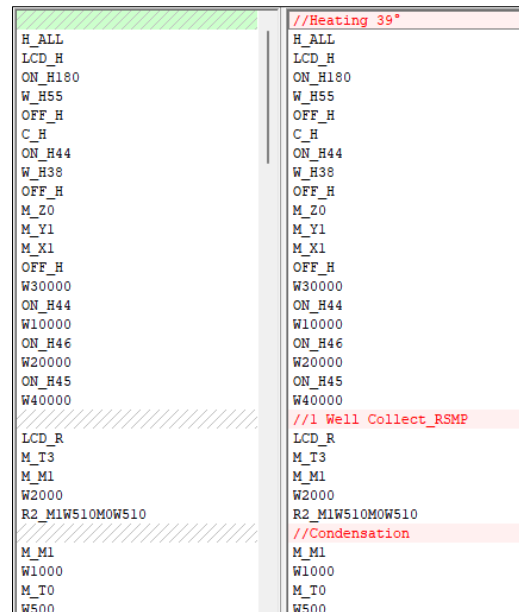 H_ALL
LCD_H
ON_H180
W_H55
OFF_H
C_H
ON_H44
W_H38
OFF_H
M_Z0
M_Y1
M_X1
OFF_H
W30000
ON_H44
W10000
ON_H46
W20000
ON_H45
W40000
LCD_R
M_T3
M_M1
W2000
R2_M1W510M0W510
M_M1
W1000
M_T0
W500
//Heating 39°
H_ALL
LCD_H
ON_H180
W_H55
OFF_H
C_H
ON_H44
W_H38
OFF_H
M_Z0
M_Y1
M_X1
OFF_H
W30000
ON_H44
W10000
ON_H46
W20000
ON_H45
W40000
//1 Well Collect_RSMP
LCD_R
M_T3
M_M1
W2000
R2_M1W510M0W510
//Condensation
M_M1
W1000
M_T0
W500